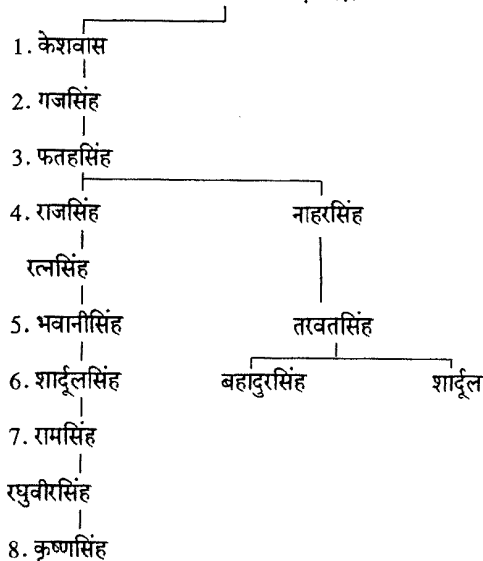 1. केशवास
2. गजसिंह
3. फतहसिंह
4. राजसिंह नाहरसिंह
रत्नसिंह
5. भवानीसिंह तरवतसिंह
6. शार्दूलसिंह बहादुरसिंह शार्दूल
7. रामसिंह
रघुवीरसिंह
8. कृष्णसिंह